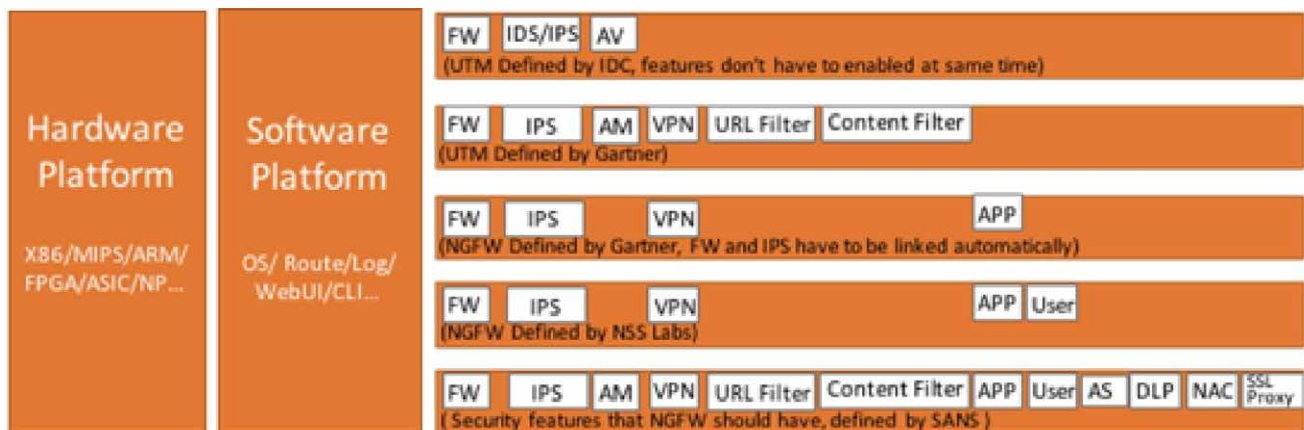 Hardware
Platform
X86/MIPS/ARM/
FPGA/ASIC/NP...
Software
Platform
OS/ Route/Log/
WebUI/CLI...
FW IDS/IPS AV
(UTM Defined by IDC, features don't have to enabled at same time)
FW IPS AM VPN URL Filter Content Filter
(UTM Defined by Gartner)
FW IPS VPN APP
(NGFW Defined by Gartner, FW and IPS have to be linked automatically)
FW IPS VPN APP User
(NGFW Defined by NSS Labs)
FW IPS AM VPN URL Filter Content Filter APP User AS DLP NAC SSL Proxy
( Security features that NGFW should have, defined by SANS )